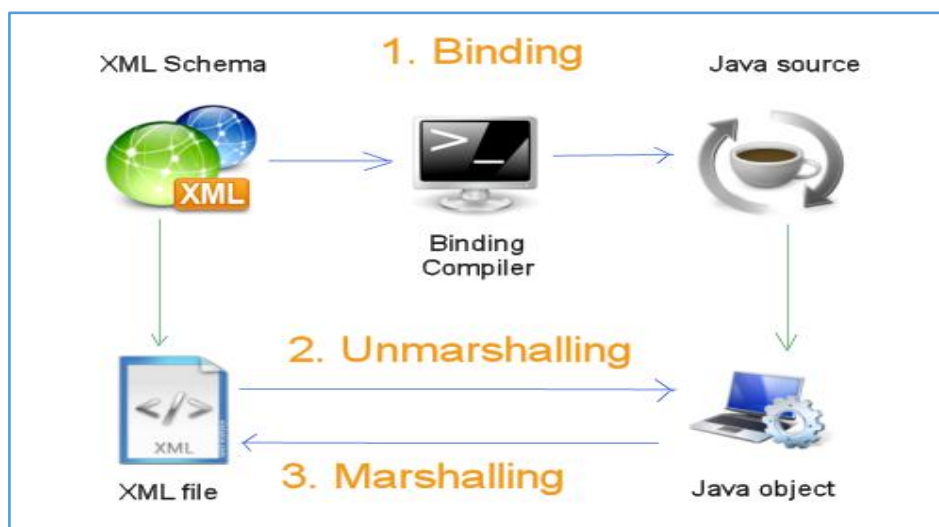 1. Binding
XML Schema
Java source
XML
>_
Binding
Compiler
2. Unmarshalling
</>
XML
3. Marshalling
XML file
Java object